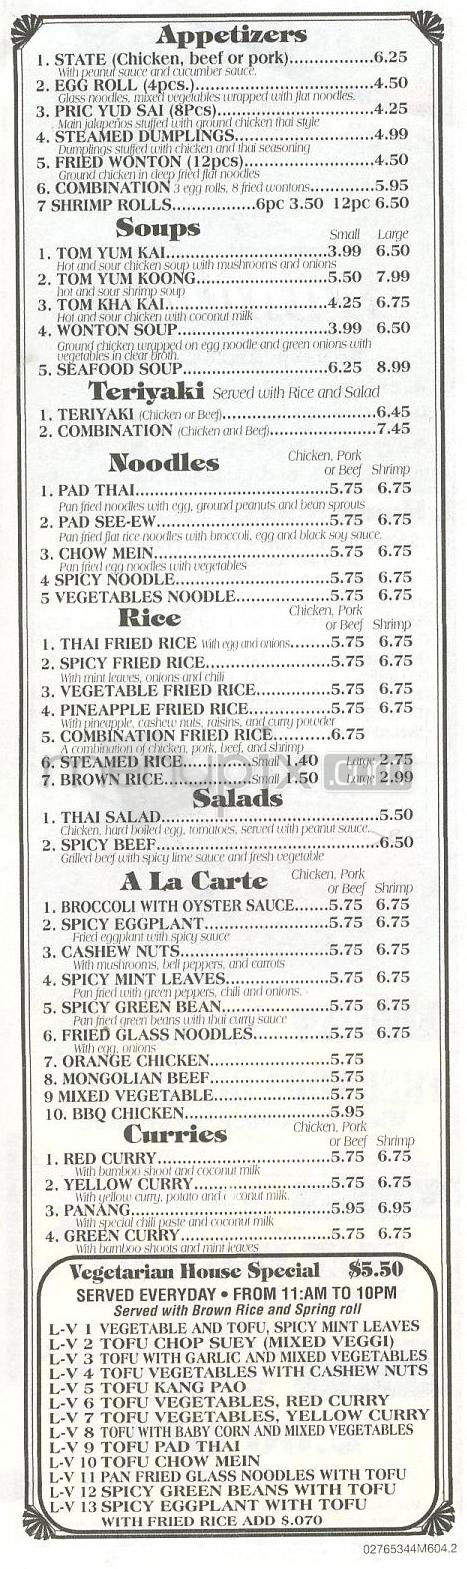 Appetizers
1. STATE (Chicken, beef or pork)..................6.25
With peanut sauce and cucumber sauce.
2. EGG ROLL (4pcs.)..................4.50
Glass noodles, mixed vegetables wrapped with flat noodles.
3. PRIC YUD SAI (8Pcs)..................4.25
Main jalapeños stuffed with ground chicken thai style
4. STEAMED DUMPLINGS..................4.99
Dumplings stuffed with chicken and thai seasoning
5. FRIED WONTON (12pcs)..................4.50
Ground chicken in deep fried flat noodles
6. COMBINATION 3 egg rolls, 8 fried wontons..............5.95
7 SHRIMP ROLLS..............6pc 3.50 12pc 6.50
Soups Small Large
1. TOM YUM KAI..................3.99 6.50
Hot and sour chicken soup with mushrooms and onions
2. TOM YUM KOONG..................5.50 7.99
hot and sour shrimp soup
3. TOM KHA KAI..................4.25 6.75
Hot and sour chicken with coconut milk
4. WONTON SOUP..................3.99 6.50
Ground chicken wrapped on egg noodle and green onions with
vegetables in clear broth.
5. SEAFOOD SOUP..................6.25 8.99
Teriyaki Served with Rice and Salad
1. TERIYAKI (Chicken or Beef)..................6.45
2. COMBINATION (Chicken and Beef)..................7.45
Noodles Chicken, Pork
or Beef Shrimp
1. PAD THAI..................5.75 6.75
Pan fried noodles with egg, ground peanuts and bean sprouts
2. PAD SEE-EW..................5.75 6.75
Pan fried flat rice noodles with broccoli, egg and black soy sauce.
3. CHOW MEIN..................5.75 6.75
Pan fried egg noodles with vegetables
4 SPICY NOODLE..................5.75 6.75
5 VEGETABLES NOODLE..................5.75 6.75
Rice Chicken, Pork
or Beef Shrimp
1. THAI FRIED RICE With egg and onions........5.75 6.75
2. SPICY FRIED RICE..................5.75 6.75
With mint leaves, onions and chili
3. VEGETABLE FRIED RICE..............5.75 6.75
4. PINEAPPLE FRIED RICE..............5.75 6.75
With pineapple, cashew nuts, raisins, and curry powder
5. COMBINATION FRIED RICE...........6.75
A combination of chicken, pork, beef, and shrimp
6. STEAMED RICE..............Small 1.40 Large 2.75
7. BROWN RICE..............Small 1.50 Large 2.99
Salads
1. THAI SALAD..................5.50
Chicken, hard boiled egg, tomatoes, served with peanut sauce.
2. SPICY BEEF..................6.50
Grilled beef with spicy lime sauce and fresh vegetable
A La Carte Chicken, Pork
or Beef Shrimp
1. BROCCOLI WITH OYSTER SAUCE.......5.75 6.75
2. SPICY EGGPLANT..................5.75 6.75
Fried eggplant with spicy sauce
3. CASHEW NUTS..................5.75 6.75
With mushrooms, bell peppers, and carrots
4. SPICY MINT LEAVES..................5.75 6.75
Pan fried with green peppers, chili and onions.
5. SPICY GREEN BEAN..................5.75 6.75
Pan fried green beans with thai curry sauce
6. FRIED GLASS NOODLES..............5.75 6.75
With egg, onions
7. ORANGE CHICKEN..................5.75
8. MONGOLIAN BEEF..................5.75
9 MIXED VEGETABLE..................5.75
10. BBQ CHICKEN..................5.95
Curries Chicken, Pork
or Beef Shrimp
1. RED CURRY..................5.75 6.75
With bamboo shoot and coconut milk
2. YELLOW CURRY..................5.75 6.75
With yellow curry, potato and coconut milk.
3. PANANG..................5.95 6.95
With special chili paste and coconut milk
4. GREEN CURRY..................5.75 6.75
With bamboo shoots and mint leaves
Vegetarian House Special $5.50
SERVED EVERYDAY • FROM 11:AM TO 10PM
Served with Brown Rice and Spring roll
L-V 1 VEGETABLE AND TOFU, SPICY MINT LEAVES
L-V 2 TOFU CHOP SUEY (MIXED VEGGI)
L-V 3 TOFU WITH GARLIC AND MIXED VEGETABLES
L-V 4 TOFU VEGETABLES WITH CASHEW NUTS
L-V 5 TOFU KANG PAO
L-V 6 TOFU VEGETABLES, RED CURRY
L-V 7 TOFU VEGETABLES, YELLOW CURRY
L-V 8 TOFU WITH BABY CORN AND MIXED VEGETABLES
L-V 9 TOFU PAD THAI
L-V 10 TOFU CHOW MEIN
L-V 11 PAN FRIED GLASS NOODLES WITH TOFU
L-V 12 SPICY GREEN BEANS WITH TOFU
L-V 13 SPICY EGGPLANT WITH TOFU
WITH FRIED RICE ADD $.070
02765344M604.2